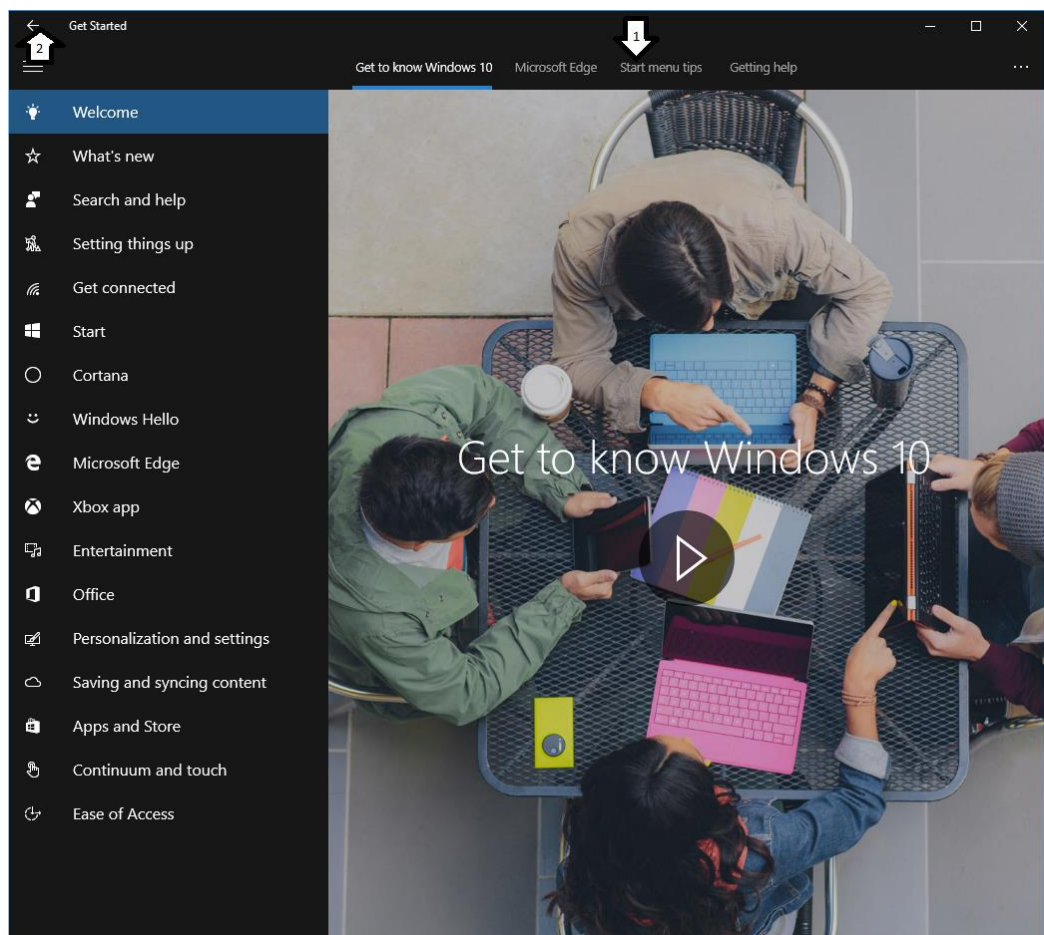 Get Started
1
2
Get to know Windows 10 Microsoft Edge Start menu tips Getting help
Welcome
What's new
Search and help
Setting things up
Get connected
Start
Cortana
Windows Hello
Microsoft Edge
Xbox app
Entertainment
Office
Personalization and settings
Saving and syncing content
Apps and Store
Continuum and touch
Ease of Access
Get to know Windows 10